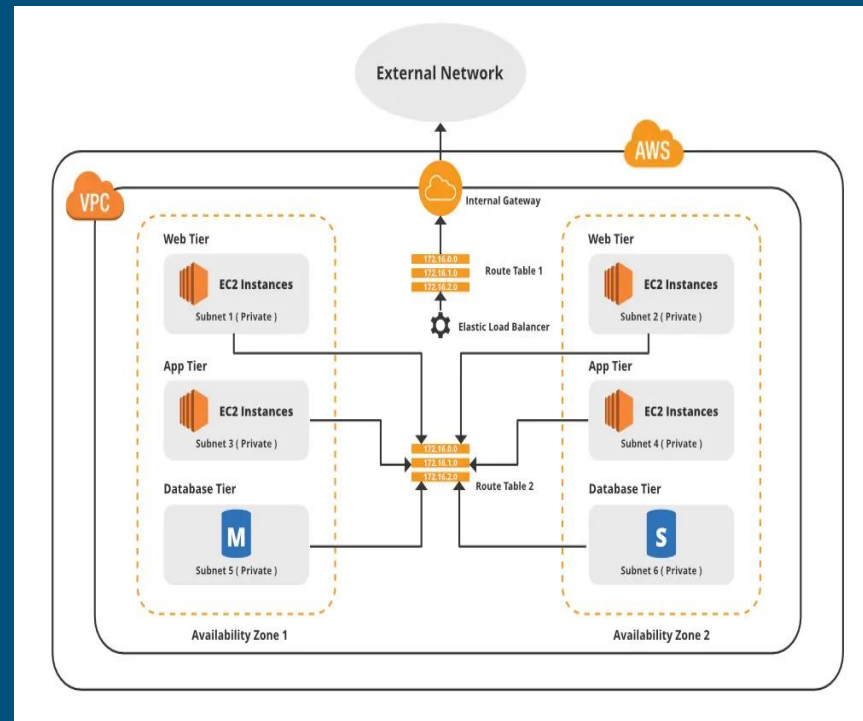 External Network
AWS
VPC
Internal Gateway
Web Tier
EC2 Instances
Subnet 1 ( Private )
172.16.0.0
172.16.1.0
172.16.2.0
Route Table 1
Elastic Load Balancer
Web Tier
EC2 Instances
Subnet 2 ( Private )
App Tier
EC2 Instances
Subnet 3 ( Private )
App Tier
EC2 Instances
Subnet 4 ( Private )
172.16.0.0
172.16.1.0
172.16.2.0
Route Table 2
Database Tier
M
Subnet 5 ( Private )
Database Tier
S
Subnet 6 ( Private )
Availability Zone 1
Availability Zone 2